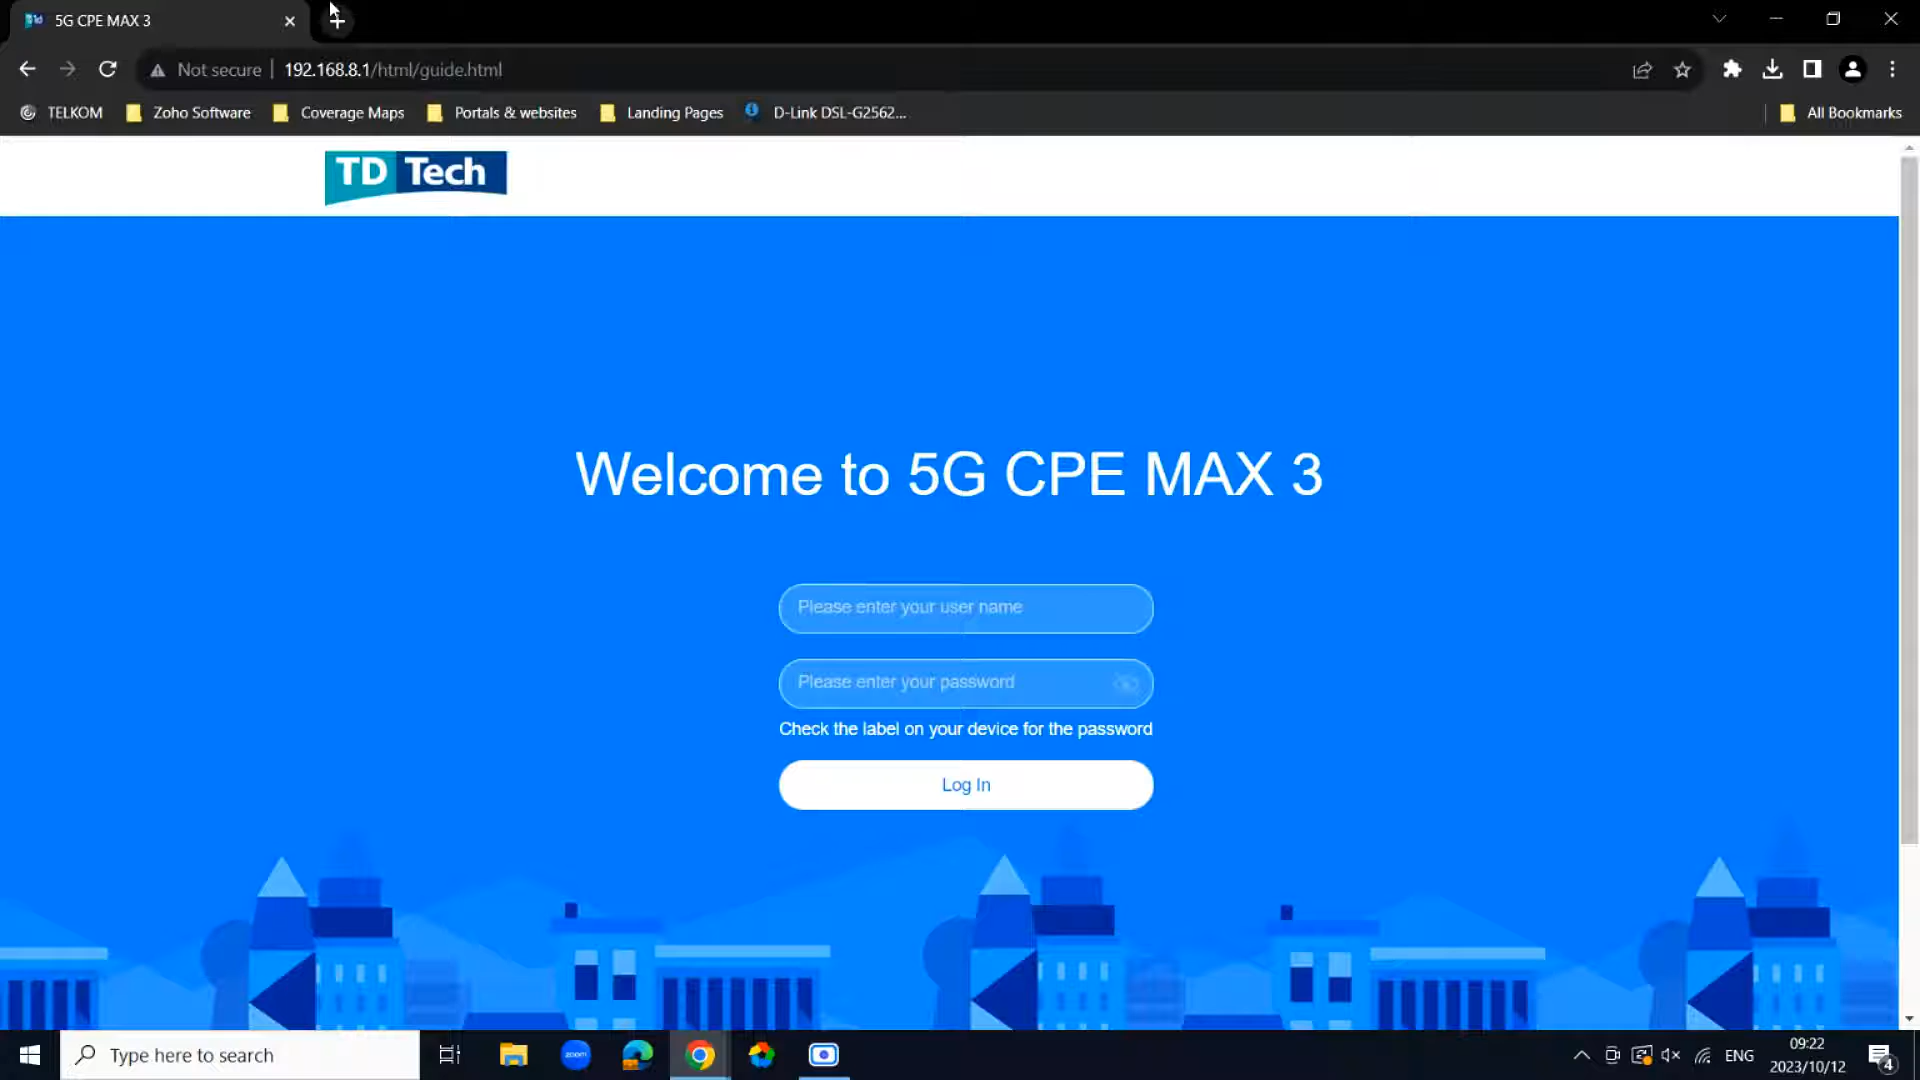 5G CPE MAX 3
Not secure | 192.168.8.1/html/guide.html
TELKOM Zoho Software Coverage Maps Portals & websites Landing Pages D-Link DSL-G2562... All Bookmarks
TD Tech
Welcome to 5G CPE MAX 3
Please enter your user name
Please enter your password
Check the label on your device for the password
Log In
Type here to search
zoom
ENG
09:22
2023/10/12
4